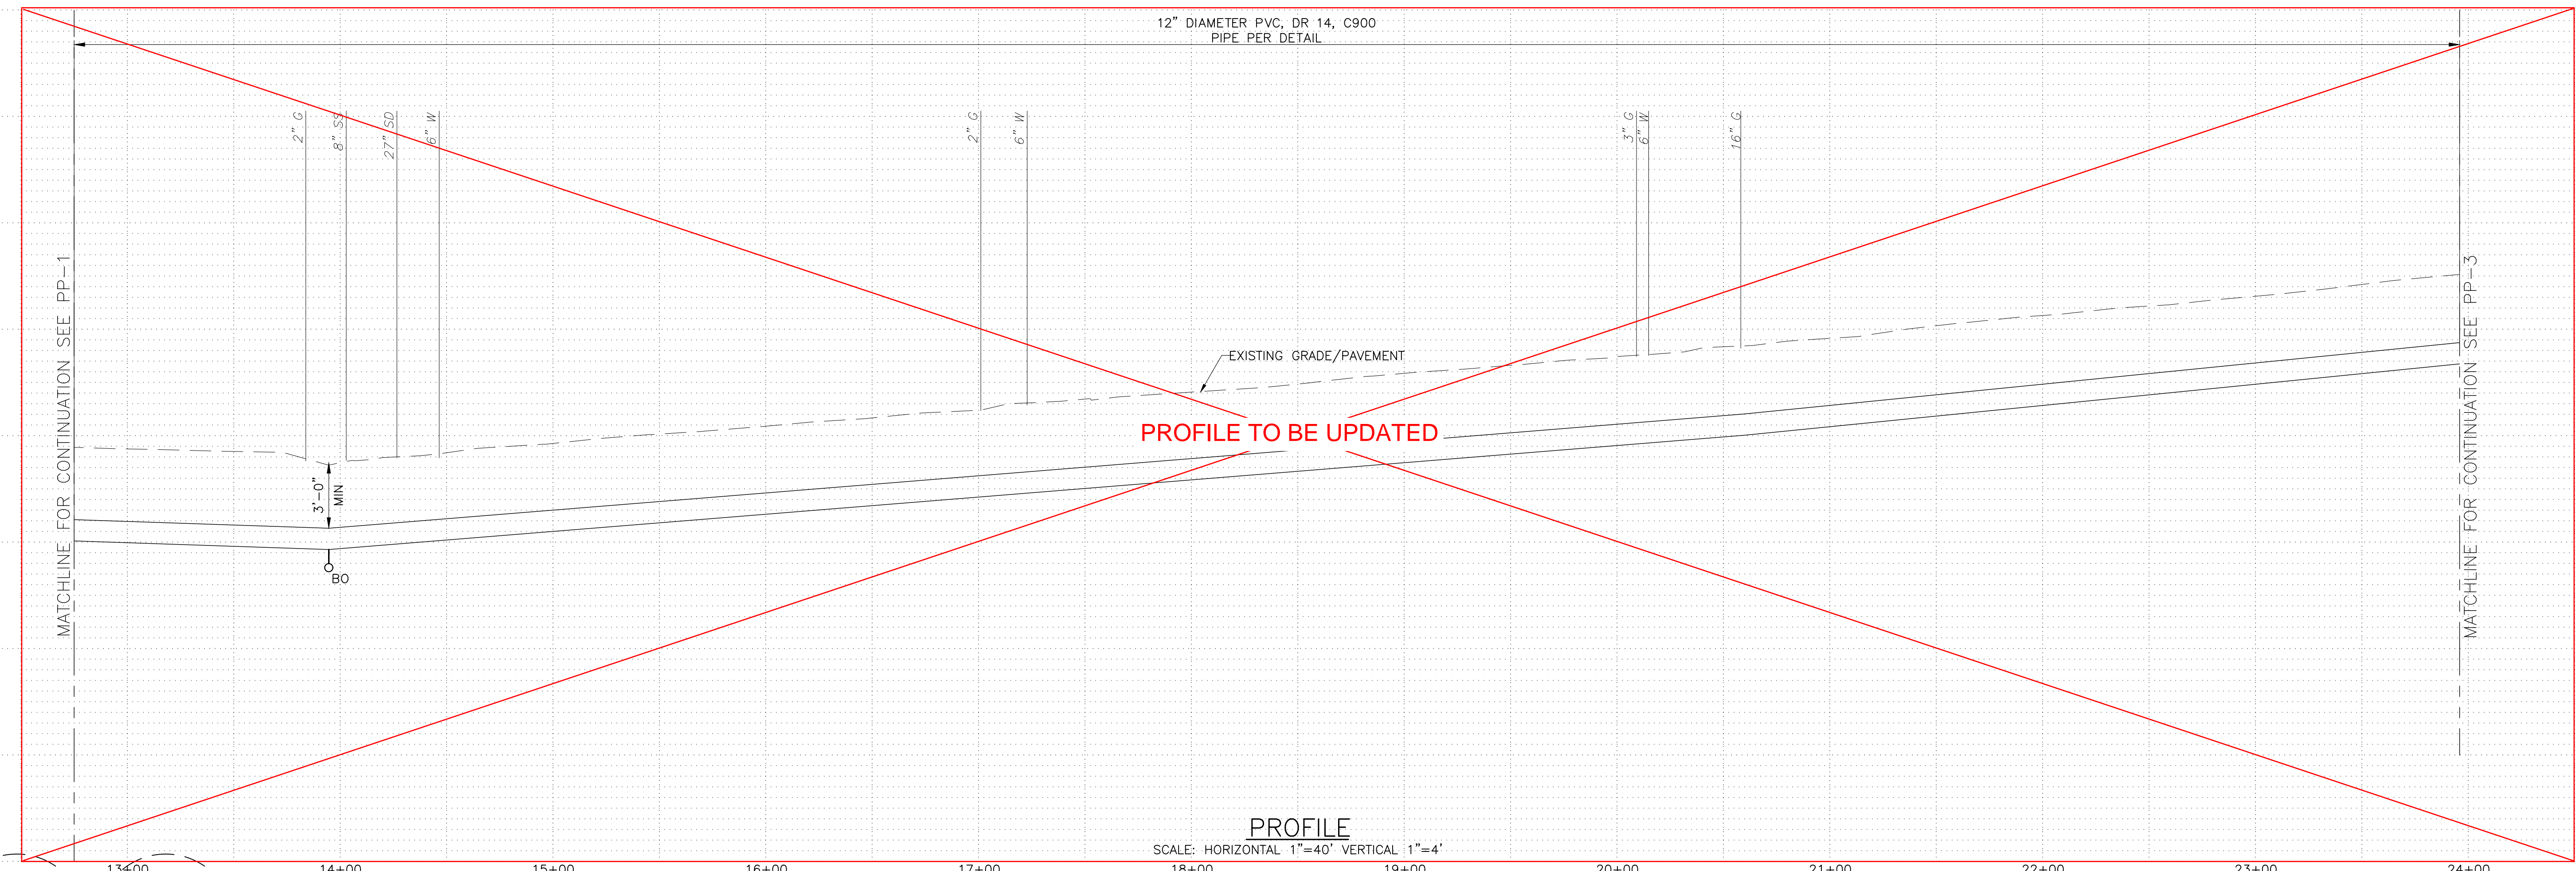 12" DIAMETER PVC, DR 14, C900
PIPE PER DETAIL
2" G
8" SS
27" SD
6" W
2" G
6" W
3" G
6" W
16" G
MATCHLINE FOR CONTINUATION SEE PP-1
MATCHLINE FOR CONTINUATION SEE PP-3
EXISTING GRADE/PAVEMENT
PROFILE TO BE UPDATED
3'-0"
MIN
BO
PROFILE
SCALE: HORIZONTAL 1"=40' VERTICAL 1"=4'
13+00 14+00 15+00 16+00 17+00 18+00 19+00 20+00 21+00 22+00 23+00 24+00